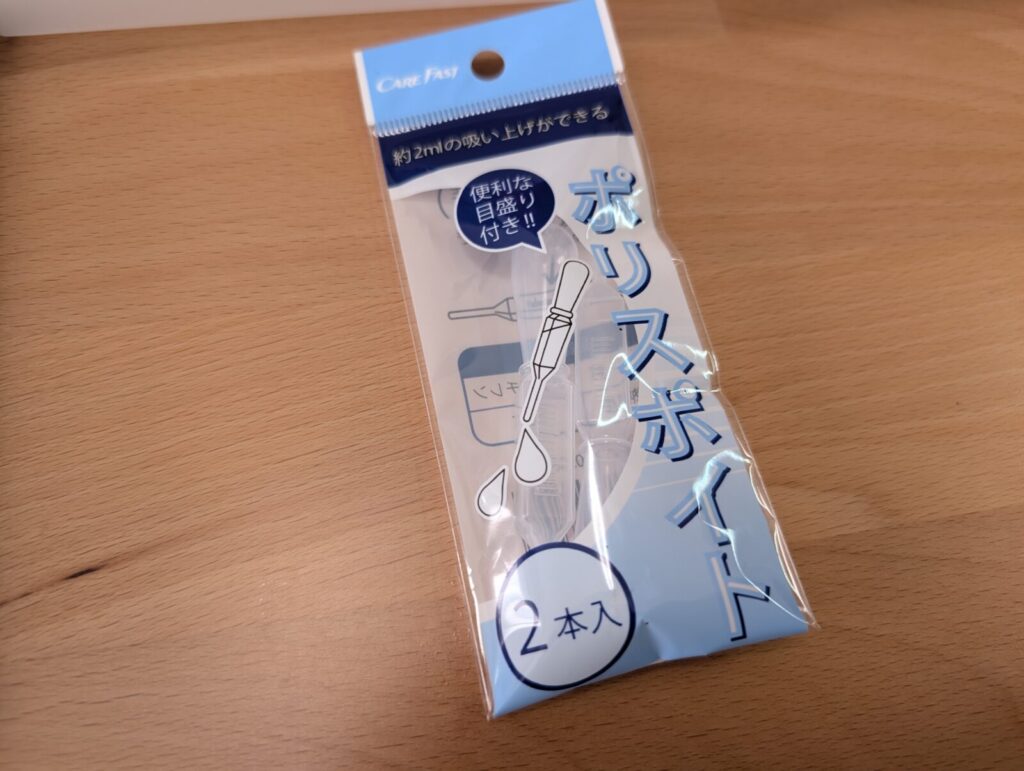 CARE FAST
約2mlの吸い上げができる
便利な
目盛り
付き!!
ポリスポイト
2本入